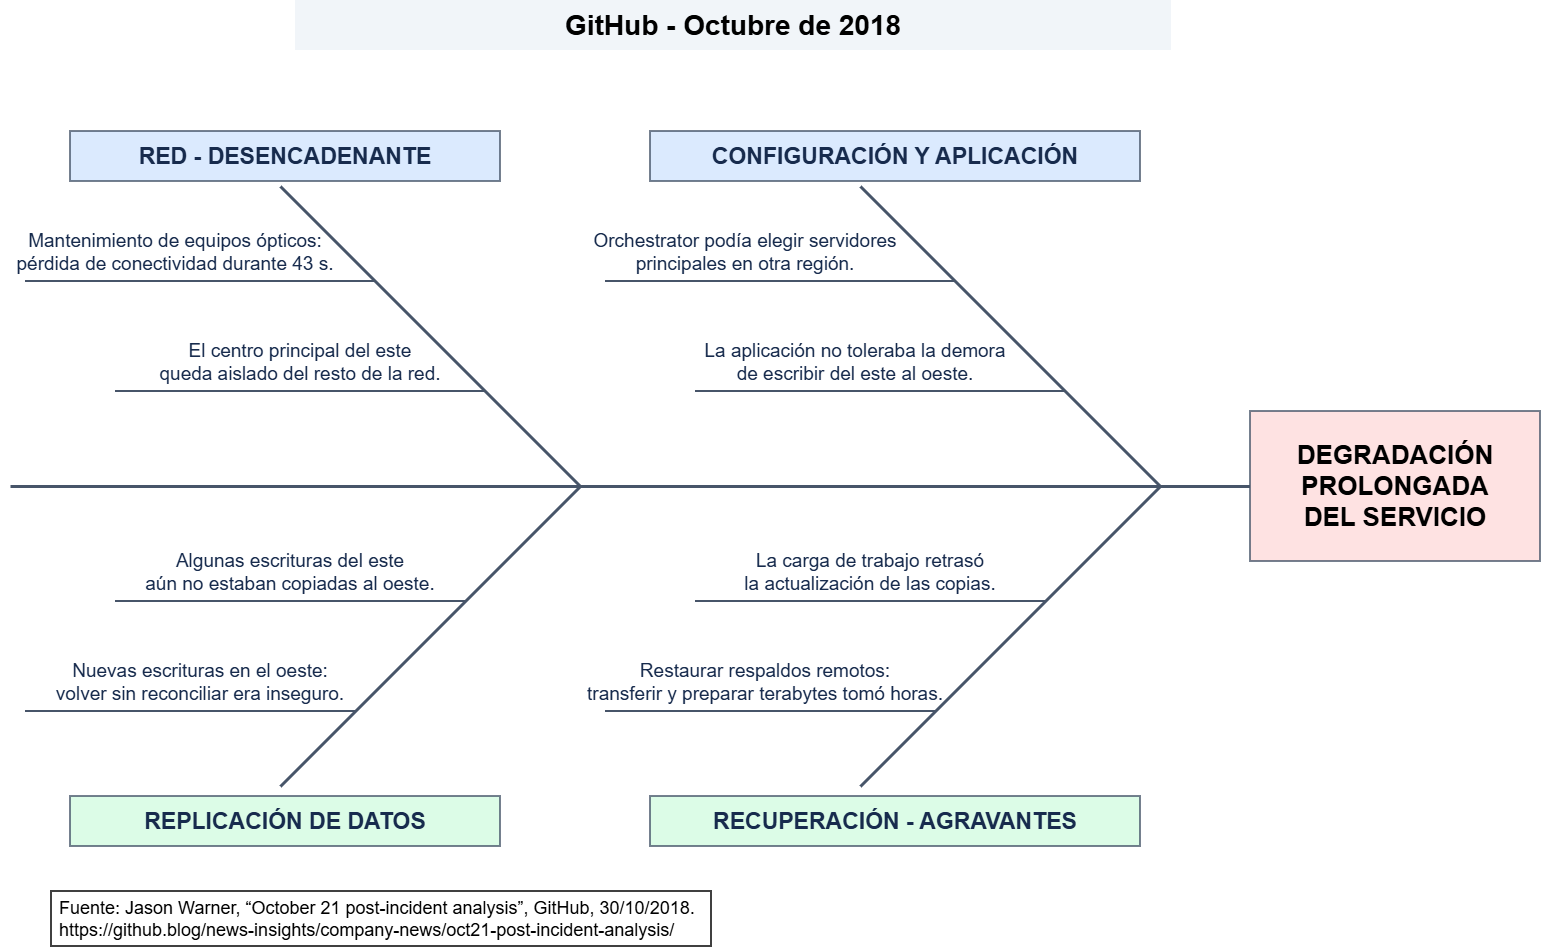 GitHub - Octubre de 2018
RED - DESENCADENANTE
CONFIGURACIÓN Y APLICACIÓN
Mantenimiento de equipos ópticos:
pérdida de conectividad durante 43 s.
Orchestrator podía elegir servidores
principales en otra región.
El centro principal del este
queda aislado del resto de la red.
La aplicación no toleraba la demora
de escribir del este al oeste.
DEGRADACIÓN
PROLONGADA
DEL SERVICIO
Algunas escrituras del este
aún no estaban copiadas al oeste.
La carga de trabajo retrasó
la actualización de las copias.
Nuevas escrituras en el oeste:
volver sin reconciliar era inseguro.
Restaurar respaldos remotos:
transferir y preparar terabytes tomó horas.
REPLICACIÓN DE DATOS
RECUPERACIÓN - AGRAVANTES
Fuente: Jason Warner, “October 21 post-incident analysis”, GitHub, 30/10/2018.
https://github.blog/news-insights/company-news/oct21-post-incident-analysis/